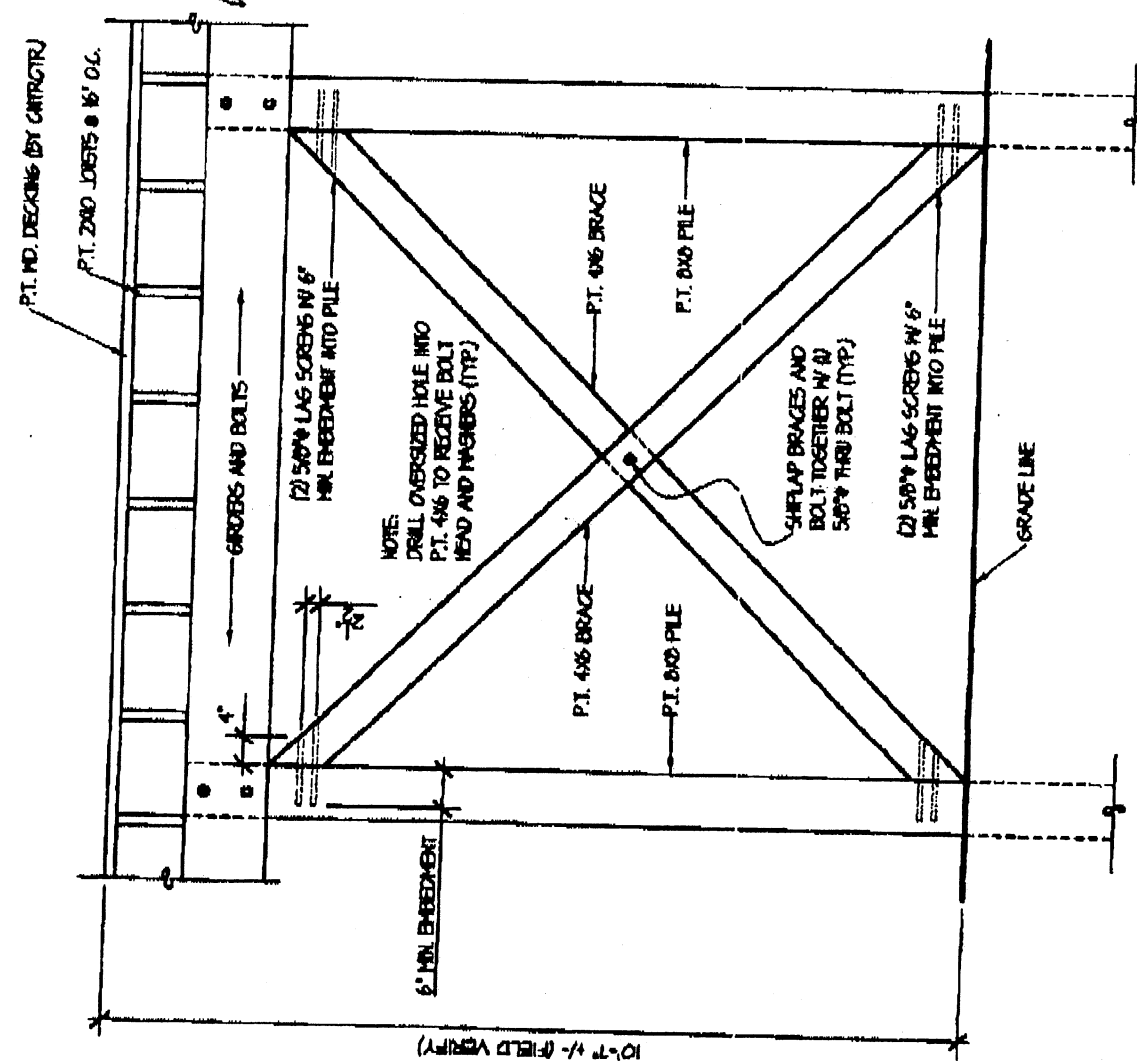 P.T. WD. DECKING (BY CNTRCTR)
P.T. 2X10 JOISTS @ 16" O.C.
GIRDERS AND BOLTS
4"
(2) 5/8"Φ LAG SCREWS W/ 6"
MIN. EMBEDMENT INTO PILE
NOTE:
DRILL OVERSIZED HOLE INTO
P.T. 4X6 TO RECEIVE BOLT
HEAD AND WASHERS (TYP.)
P.T. 4X6 BRACE
P.T. 8X8 PILE
P.T. 4X6 BRACE
P.T. 8X8 PILE
SHIPLAP BRACES AND
BOLT TOGETHER W/ (1)
5/8"Φ THRU BOLT (TYP.)
(2) 5/8"Φ LAG SCREWS W/ 6"
MIN. EMBEDMENT INTO PILE
GRADE LINE
6" MIN. EMBEDMENT
10'-7" +/- (FIELD VERIFY)